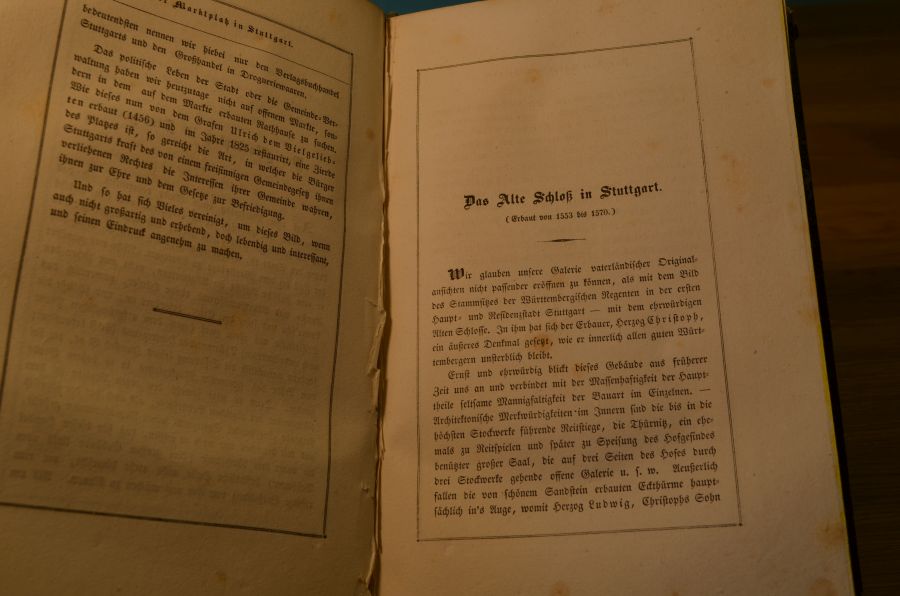 Marktplatz in Stuttgart.
bedeutendsten nennen wir hiebei nur den Verlagsbuchhandel
Stuttgarts und den Großhandel in Drogueriewaaren.
Das politische Leben der Stadt oder die Gemeinde-Ver-
waltung haben wir heutzutage nicht auf offenem Markte, son-
dern in dem auf dem Markte erbauten Rathhause zu suchen.
Wie dieses nun von dem Grafen Ulrich dem Vielgelieb-
ten erbaut (1456) und im Jahre 1825 restaurirt, eine Zierde
des Platzes ist, so gerreicht die Art, in welcher die Bürger
Stuttgarts kraft des von einem freisinnigen Gemeindegesetz ihnen
verliehenen Rechtes die Interessen ihrer Gemeinde wahren,
ihnen zur Ehre und dem Gesetze zur Befriedigung.
Und so hat sich Vieles vereinigt, um dieses Bild, wenn
auch nicht großartig und erhebend, doch lebendig und interessant,
und seinen Eindruck angenehm zu machen.
Das Alte Schloß in Stuttgart.
(Erbaut von 1553 bis 1570.)
Wir glauben unsere Galerie vaterländischer Original-
ansichten nicht passender eröffnen zu können, als mit dem Bild
des Stammsitzes der Württembergischen Regenten in der ersten
Haupt- und Residenzstadt Stuttgart — mit dem ehrwürdigen
Alten Schlosse. In ihm hat sich der Erbauer, Herzog Christoph,
ein äußeres Denkmal gesetzt, wie er innerlich allen guten Würt-
tembergern unsterblich bleibt.
Ernst und ehrwürdig blickt dieses Gebäude aus früherer
Zeit uns an und verbindet mit der Massenhaftigkeit der Haupt-
theile seltsame Mannigfaltigkeit der Bauart im Einzelnen. —
Architektonische Merkwürdigkeiten im Innern sind die bis in die
höchsten Stockwerke führende Reitstiege, die Thürnitz, ein ehe-
mals zu Reitspielen und später zu Speisung des Hofgesindes
benützter großer Saal, die auf drei Seiten des Hofes durch
drei Stockwerke gehende offene Galerie u. s. w. Aeußerlich
fallen die von schönem Sandstein erbauten Eckthürme haupt-
sächlich in's Auge, womit Herzog Ludwig, Christophs Sohn